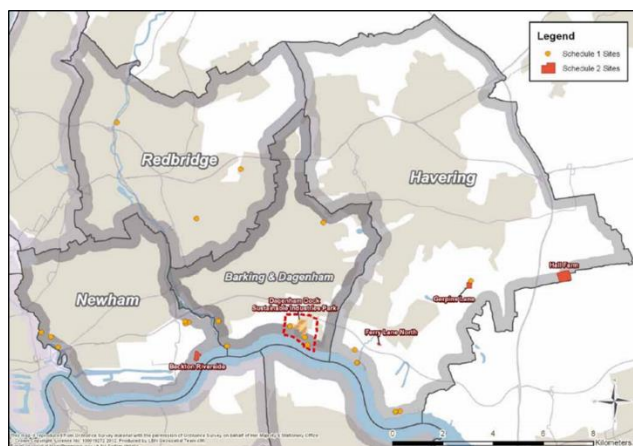 Legend
Schedule 1 Sites
Schedule 2 Sites
Redbridge
Havering
Barking & Dagenham
Newham
Hall Farm
Gerpins Lane
Dagenham Dock
Sustainable Industries Park
Ferry Lane North
Beckton Riverside
0 2 4 6 8
Kilometers